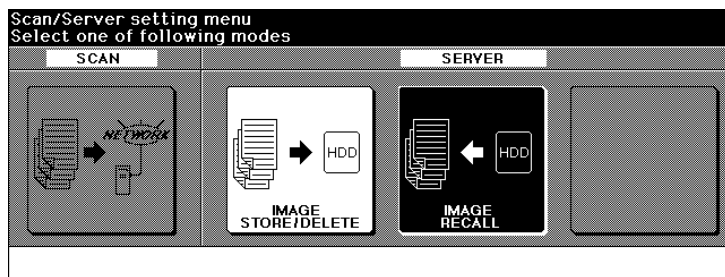 Scan/Server setting menu
Select one of following modes
SCAN
SERVER
NETWORK
HDD
IMAGE
STORE/DELETE
HDD
IMAGE
RECALL